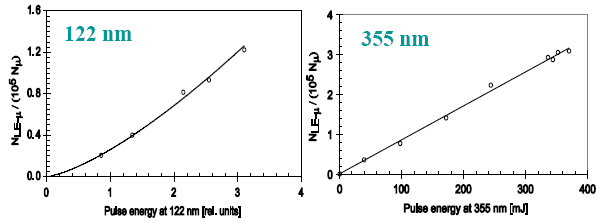 122 nm
1.6
1.2
0.8
0.4
0.0
0 1 2 3 4
N_LE-μ / (10^5 N_μ)
Pulse energy at 122 nm [rel. units]
355 nm
4
3
2
1
0
0 100 200 300 400
N_LE-μ / (10^5 N_μ)
Pulse energy at 355 nm [mJ]